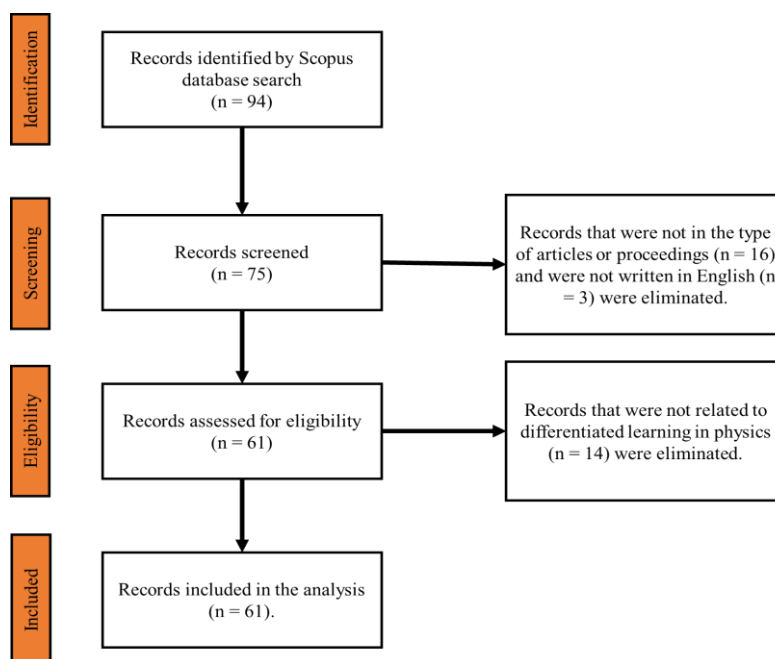 Identification
Records identified by Scopus
database search
(n = 94)
Screening
Records screened
(n = 75)
Records that were not in the type
of articles or proceedings (n = 16)
and were not written in English (n
= 3) were eliminated.
Eligibility
Records assessed for eligibility
(n = 61)
Records that were not related to
differentiated learning in physics
(n = 14) were eliminated.
Included
Records included in the analysis
(n = 61).